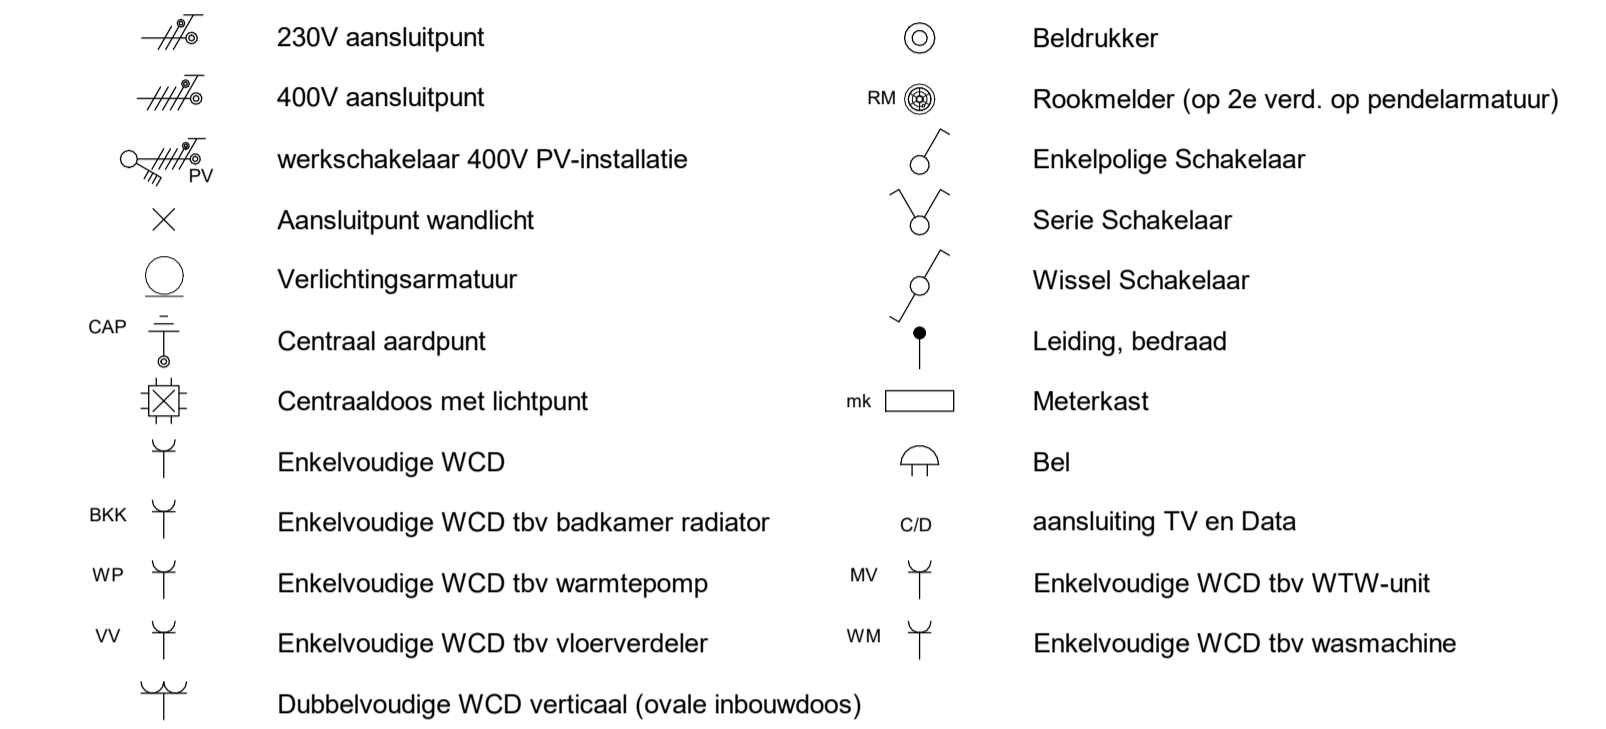 230V aansluitpunt
400V aansluitpunt
PV werkschakelaar 400V PV-installatie
Aansluitpunt wandlicht
Verlichtingsarmatuur
CAP Centraal aardpunt
Centraaldoos met lichtpunt
Enkelvoudige WCD
BKK Enkelvoudige WCD tbv badkamer radiator
WP Enkelvoudige WCD tbv warmtepomp
VV Enkelvoudige WCD tbv vloerverdeler
Dubbelvoudige WCD verticaal (ovale inbouwdoos)
Beldrukker
RM Rookmelder (op 2e verd. op pendelarmatuur)
Enkelpolige Schakelaar
Serie Schakelaar
Wissel Schakelaar
Leiding, bedraad
mk Meterkast
Bel
C/D aansluiting TV en Data
MV Enkelvoudige WCD tbv WTW-unit
WM Enkelvoudige WCD tbv wasmachine